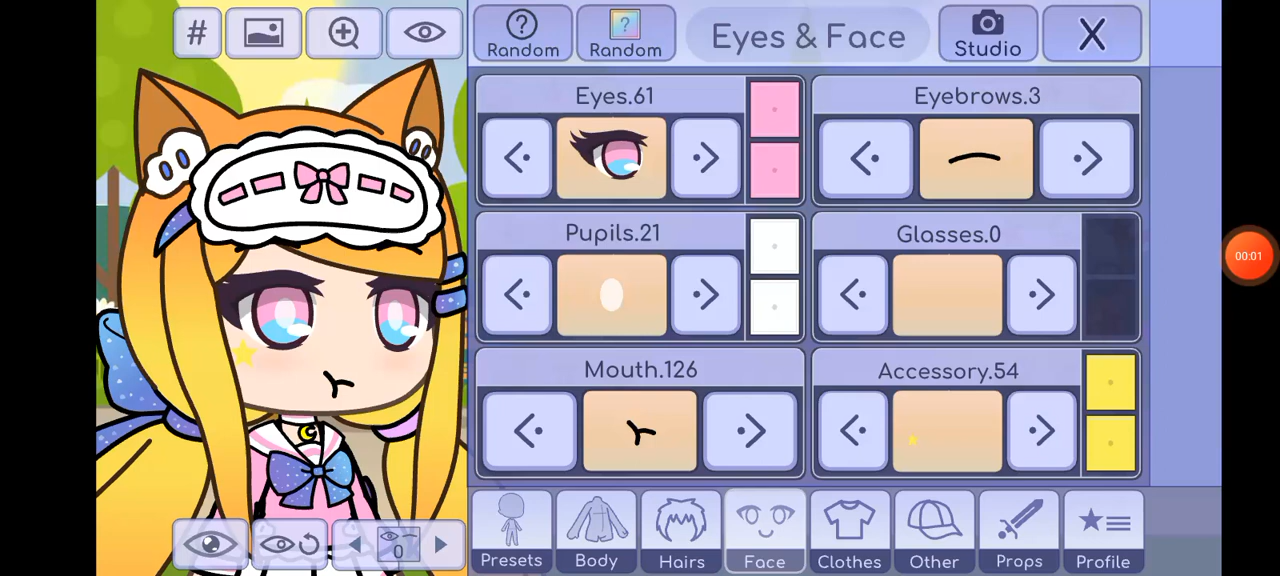 #
Random
Random
Eyes & Face
Studio
X
Eyes.61
Eyebrows.3
Pupils.21
Glasses.0
00:01
Mouth.126
Accessory.54
0
Presets
Body
Hairs
Face
Clothes
Other
Props
Profile